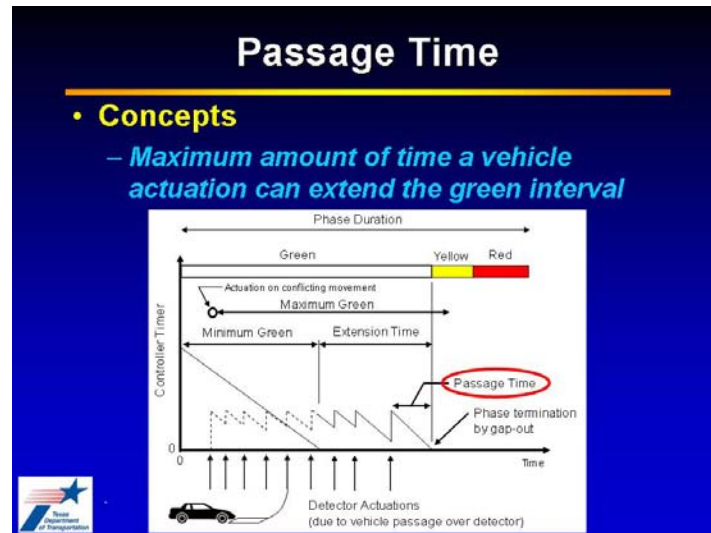 Passage Time
• Concepts
– Maximum amount of time a vehicle
actuation can extend the green interval
Phase Duration
Green
Yellow
Red
Actuation on conflicting movement
Maximum Green
Minimum Green
Extension Time
Controller Timer
Passage Time
Phase termination
by gap-out
0
0
Time
Detector Actuations
(due to vehicle passage over detector)
Texas
Department
of Transportation